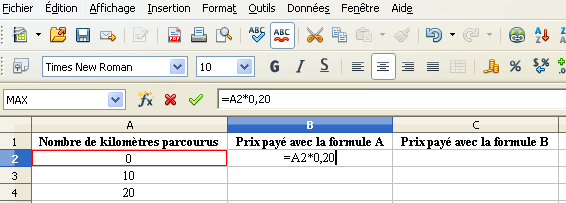 Fichier Édition Affichage Insertion Format Outils Données Fenêtre Aide
ABC ABC
Times New Roman 10 G I S
MAX =A2*0,20
A B C
1 Nombre de kilomètres parcourus Prix payé avec la formule A Prix payé avec la formule B
2 0 =A2*0,20
3 10
4 20